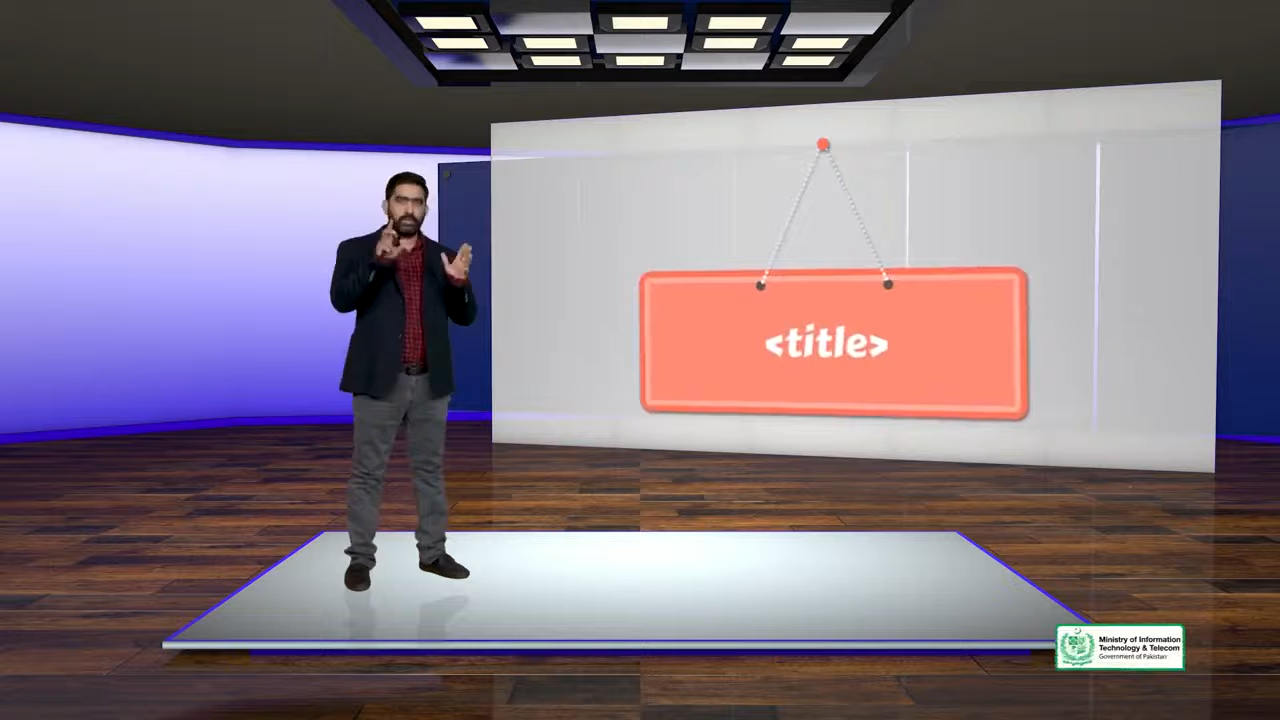 <title>
Ministry of Information
Technology & Telecom
Government of Pakistan